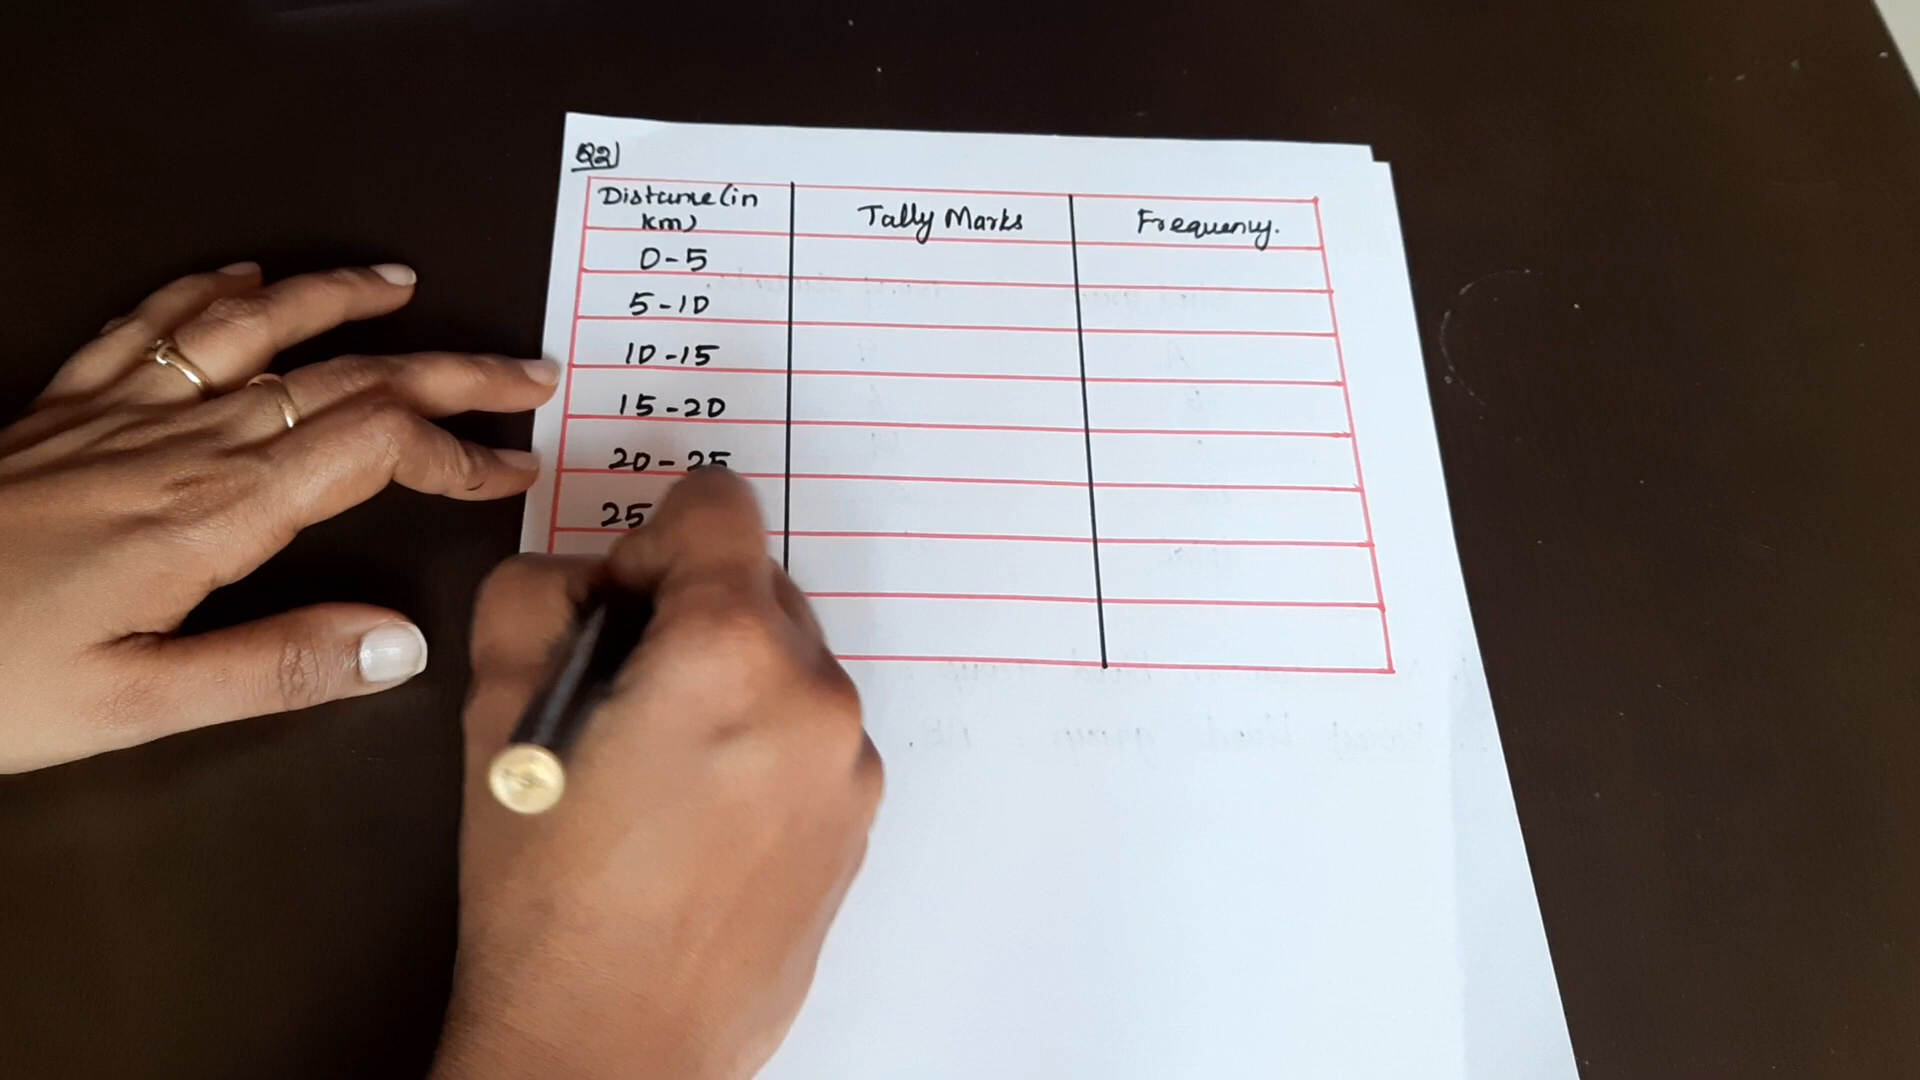 Q2)
Distance (in
km)
Tally Marks
Frequency.
0-5
5-10
10-15
15-20
20-25
25